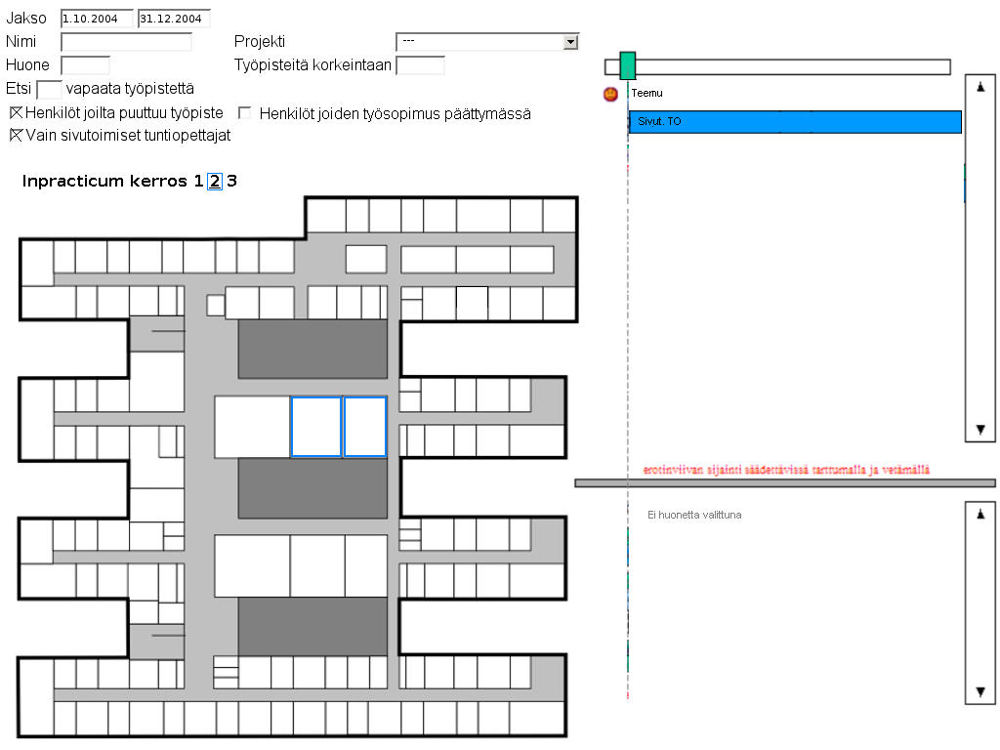 Jakso 1.10.2004 31.12.2004
Nimi Projekti ---
Huone Työpisteitä korkeintaan
Etsi vapaata työpistettä
Henkilöt joilta puuttuu työpiste Henkilöt joiden työsopimus päättymässä
Vain sivutoimiset tuntiopettajat
Inpracticum kerros 1 2 3
Teemu
Sivut. TO
erotinviivan sijainti säädettävissä tarttumalla ja vetämällä
Ei huonetta valittuna